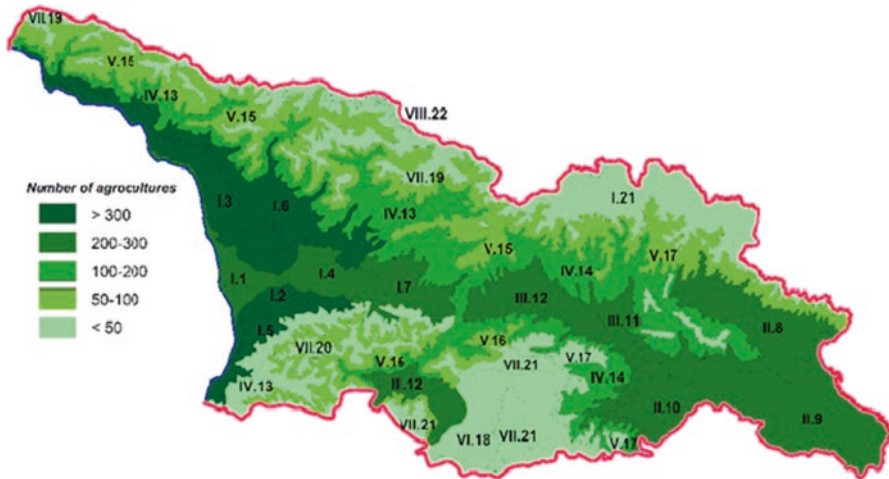 VII.19
V.15
IV.13
V.15
VIII.22
VII.19
I.21
Number of agrocultures
> 300
200-300
100-200
50-100
< 50
I.3
I.6
IV.13
V.15
V.17
IV.14
I.1
I.4
I.2
I.7
III.12
III.11
II.8
I.5
VII.20
V.16
V.16
VII.21
V.17
IV.14
IV.13
II.12
II.10
II.9
VII.21
VI.18
VII.21
V.17